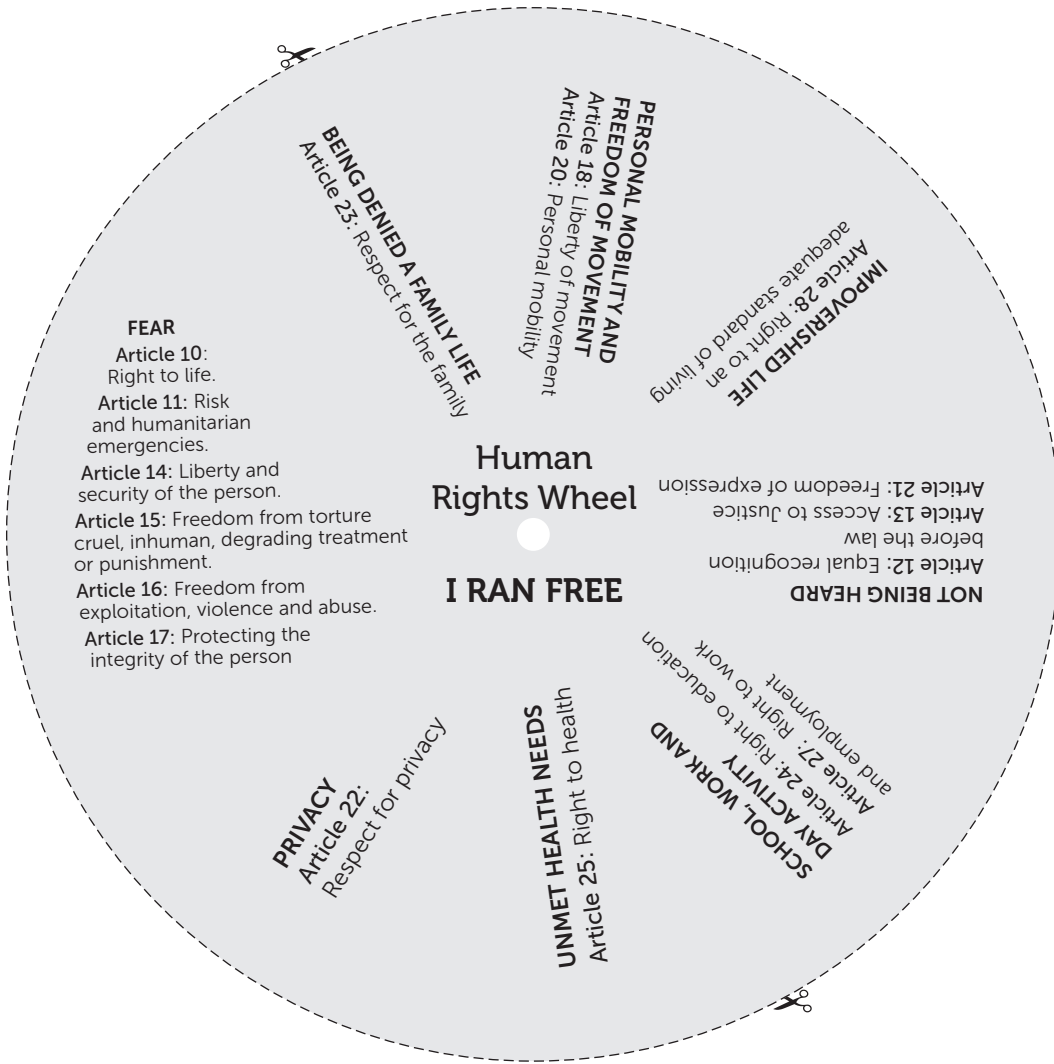 Human
Rights Wheel
I RAN FREE
FEAR
Article 10:
Right to life.
Article 11: Risk
and humanitarian
emergencies.
Article 14: Liberty and
security of the person.
Article 15: Freedom from torture
cruel, inhuman, degrading treatment
or punishment.
Article 16: Freedom from
exploitation, violence and abuse.
Article 17: Protecting the
integrity of the person
BEING DENIED A FAMILY LIFE
Article 23: Respect for the family
PERSONAL MOBILITY AND
FREEDOM OF MOVEMENT
Article 18: Liberty of movement
Article 20: Personal mobility
IMPOVERISHED LIFE
Article 28: Right to an
adequate standard of living
NOT BEING HEARD
Article 12: Equal recognition
before the law
Article 13: Access to Justice
Article 21: Freedom of expression
SCHOOL, WORK AND
DAY ACTIVITY
Article 24: Right to education
Article 27: Right to work
and employment
UNMET HEALTH NEEDS
Article 25: Right to health
PRIVACY
Article 22:
Respect for privacy